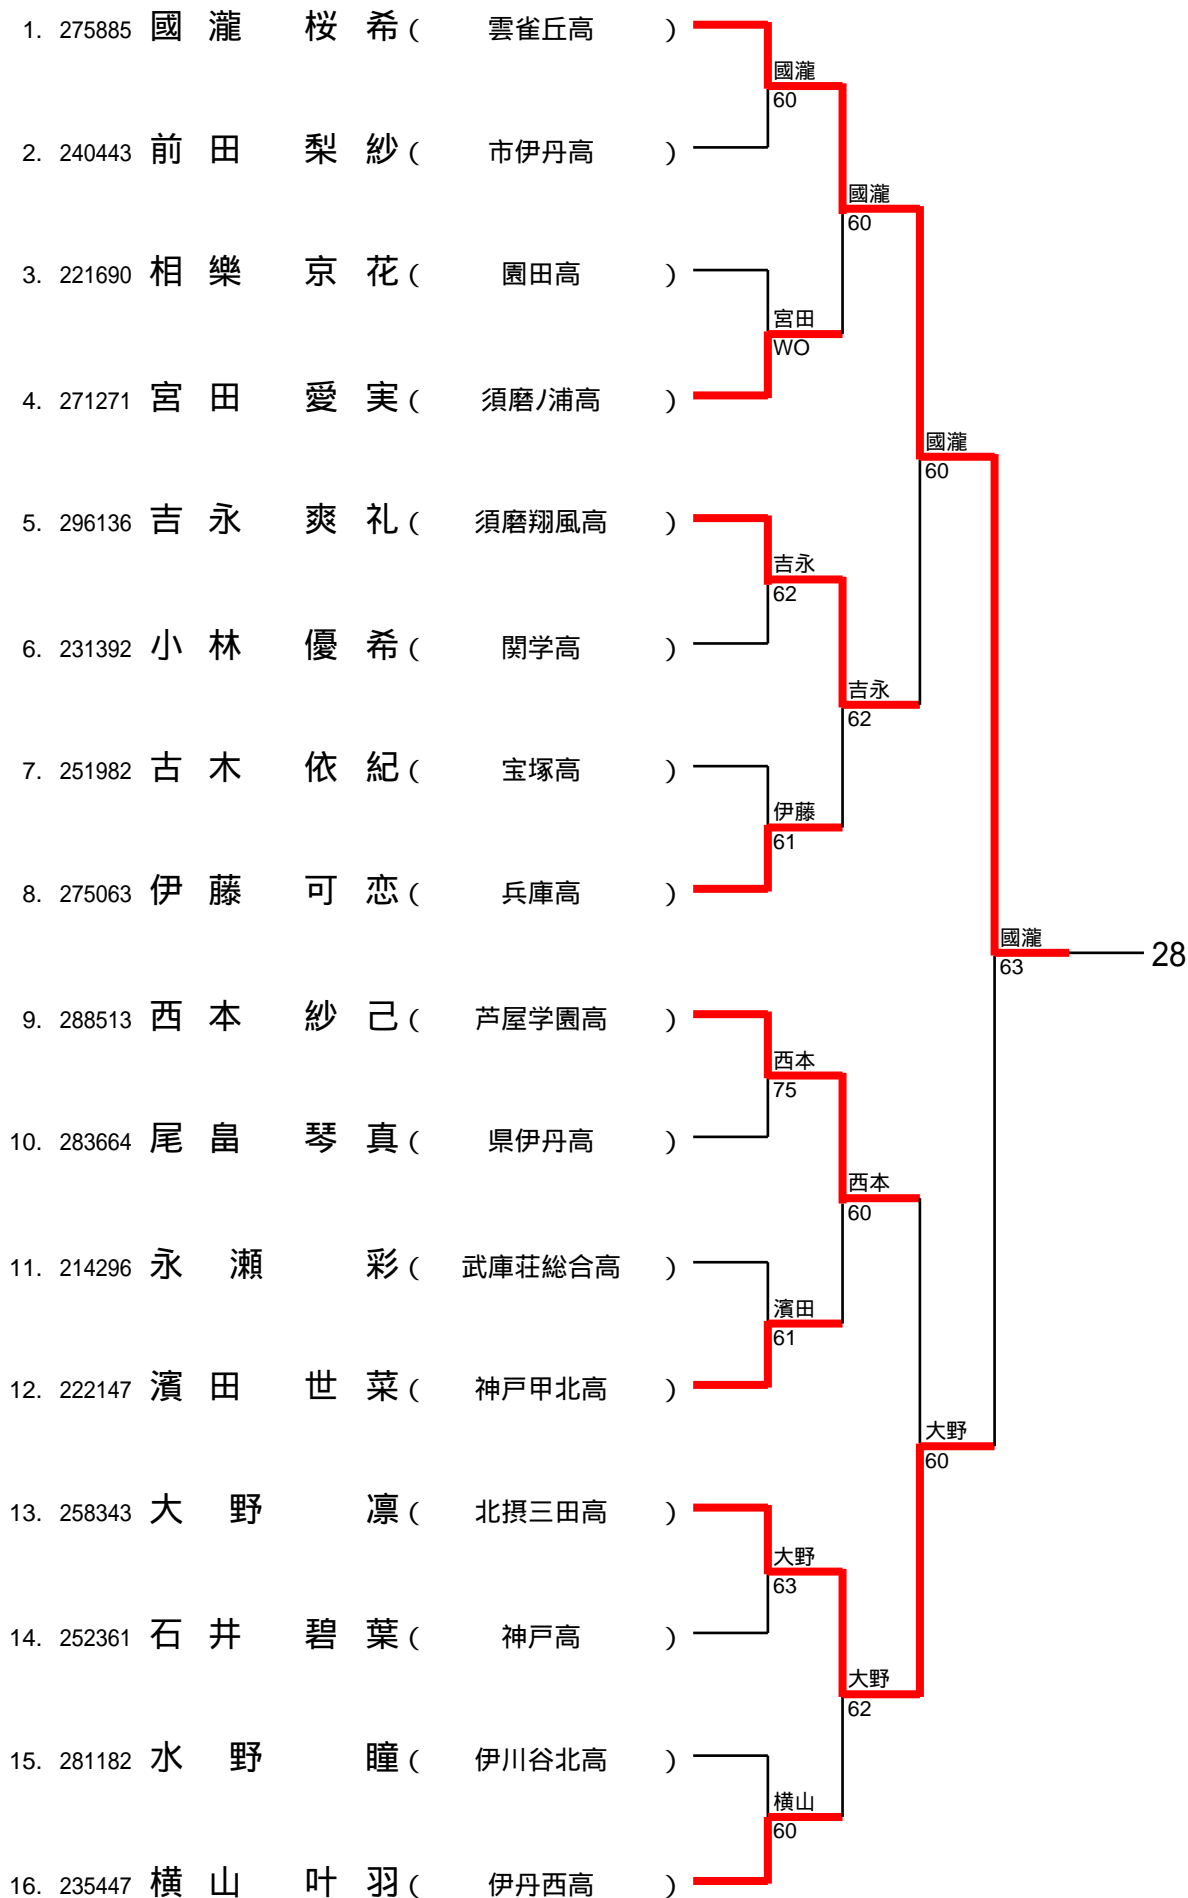 1. 275885 國瀧 桜希 ( 雲雀丘高 )
國瀧
60
2. 240443 前田 梨紗 ( 市伊丹高 )
國瀧
60
3. 221690 相樂 京花 ( 園田高 )
宮田
WO
4. 271271 宮田 愛実 ( 須磨ノ浦高 )
國瀧
60
5. 296136 吉永 爽礼 ( 須磨翔風高 )
吉永
62
6. 231392 小林 優希 ( 関学高 )
吉永
62
7. 251982 古木 依紀 ( 宝塚高 )
伊藤
61
8. 275063 伊藤 可恋 ( 兵庫高 )
國瀧
63
28
9. 288513 西本 紗己 ( 芦屋学園高 )
西本
75
10. 283664 尾畠 琴真 ( 県伊丹高 )
西本
60
11. 214296 永瀬 彩 ( 武庫荘総合高 )
濱田
61
12. 222147 濱田 世菜 ( 神戸甲北高 )
大野
60
13. 258343 大野 凛 ( 北摂三田高 )
大野
63
14. 252361 石井 碧葉 ( 神戸高 )
大野
62
15. 281182 水野 瞳 ( 伊川谷北高 )
横山
60
16. 235447 横山 叶羽 ( 伊丹西高 )